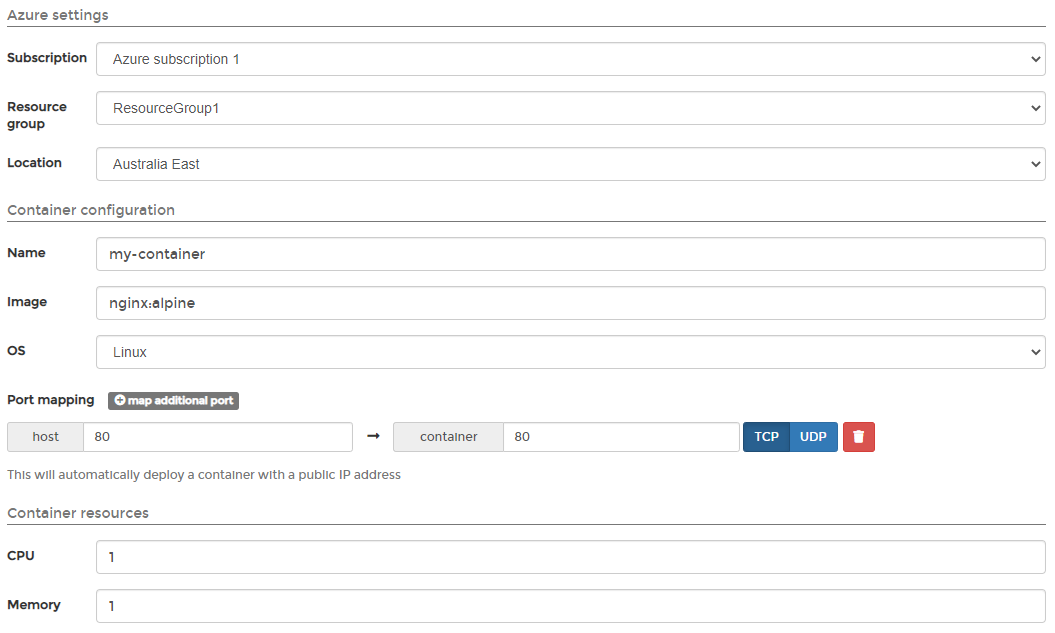 Azure settings
Subscription Azure subscription 1
Resource group ResourceGroup1
Location Australia East
Container configuration
Name my-container
Image nginx:alpine
OS Linux
Port mapping map additional port
host 80 → container 80 TCP UDP
This will automatically deploy a container with a public IP address
Container resources
CPU 1
Memory 1